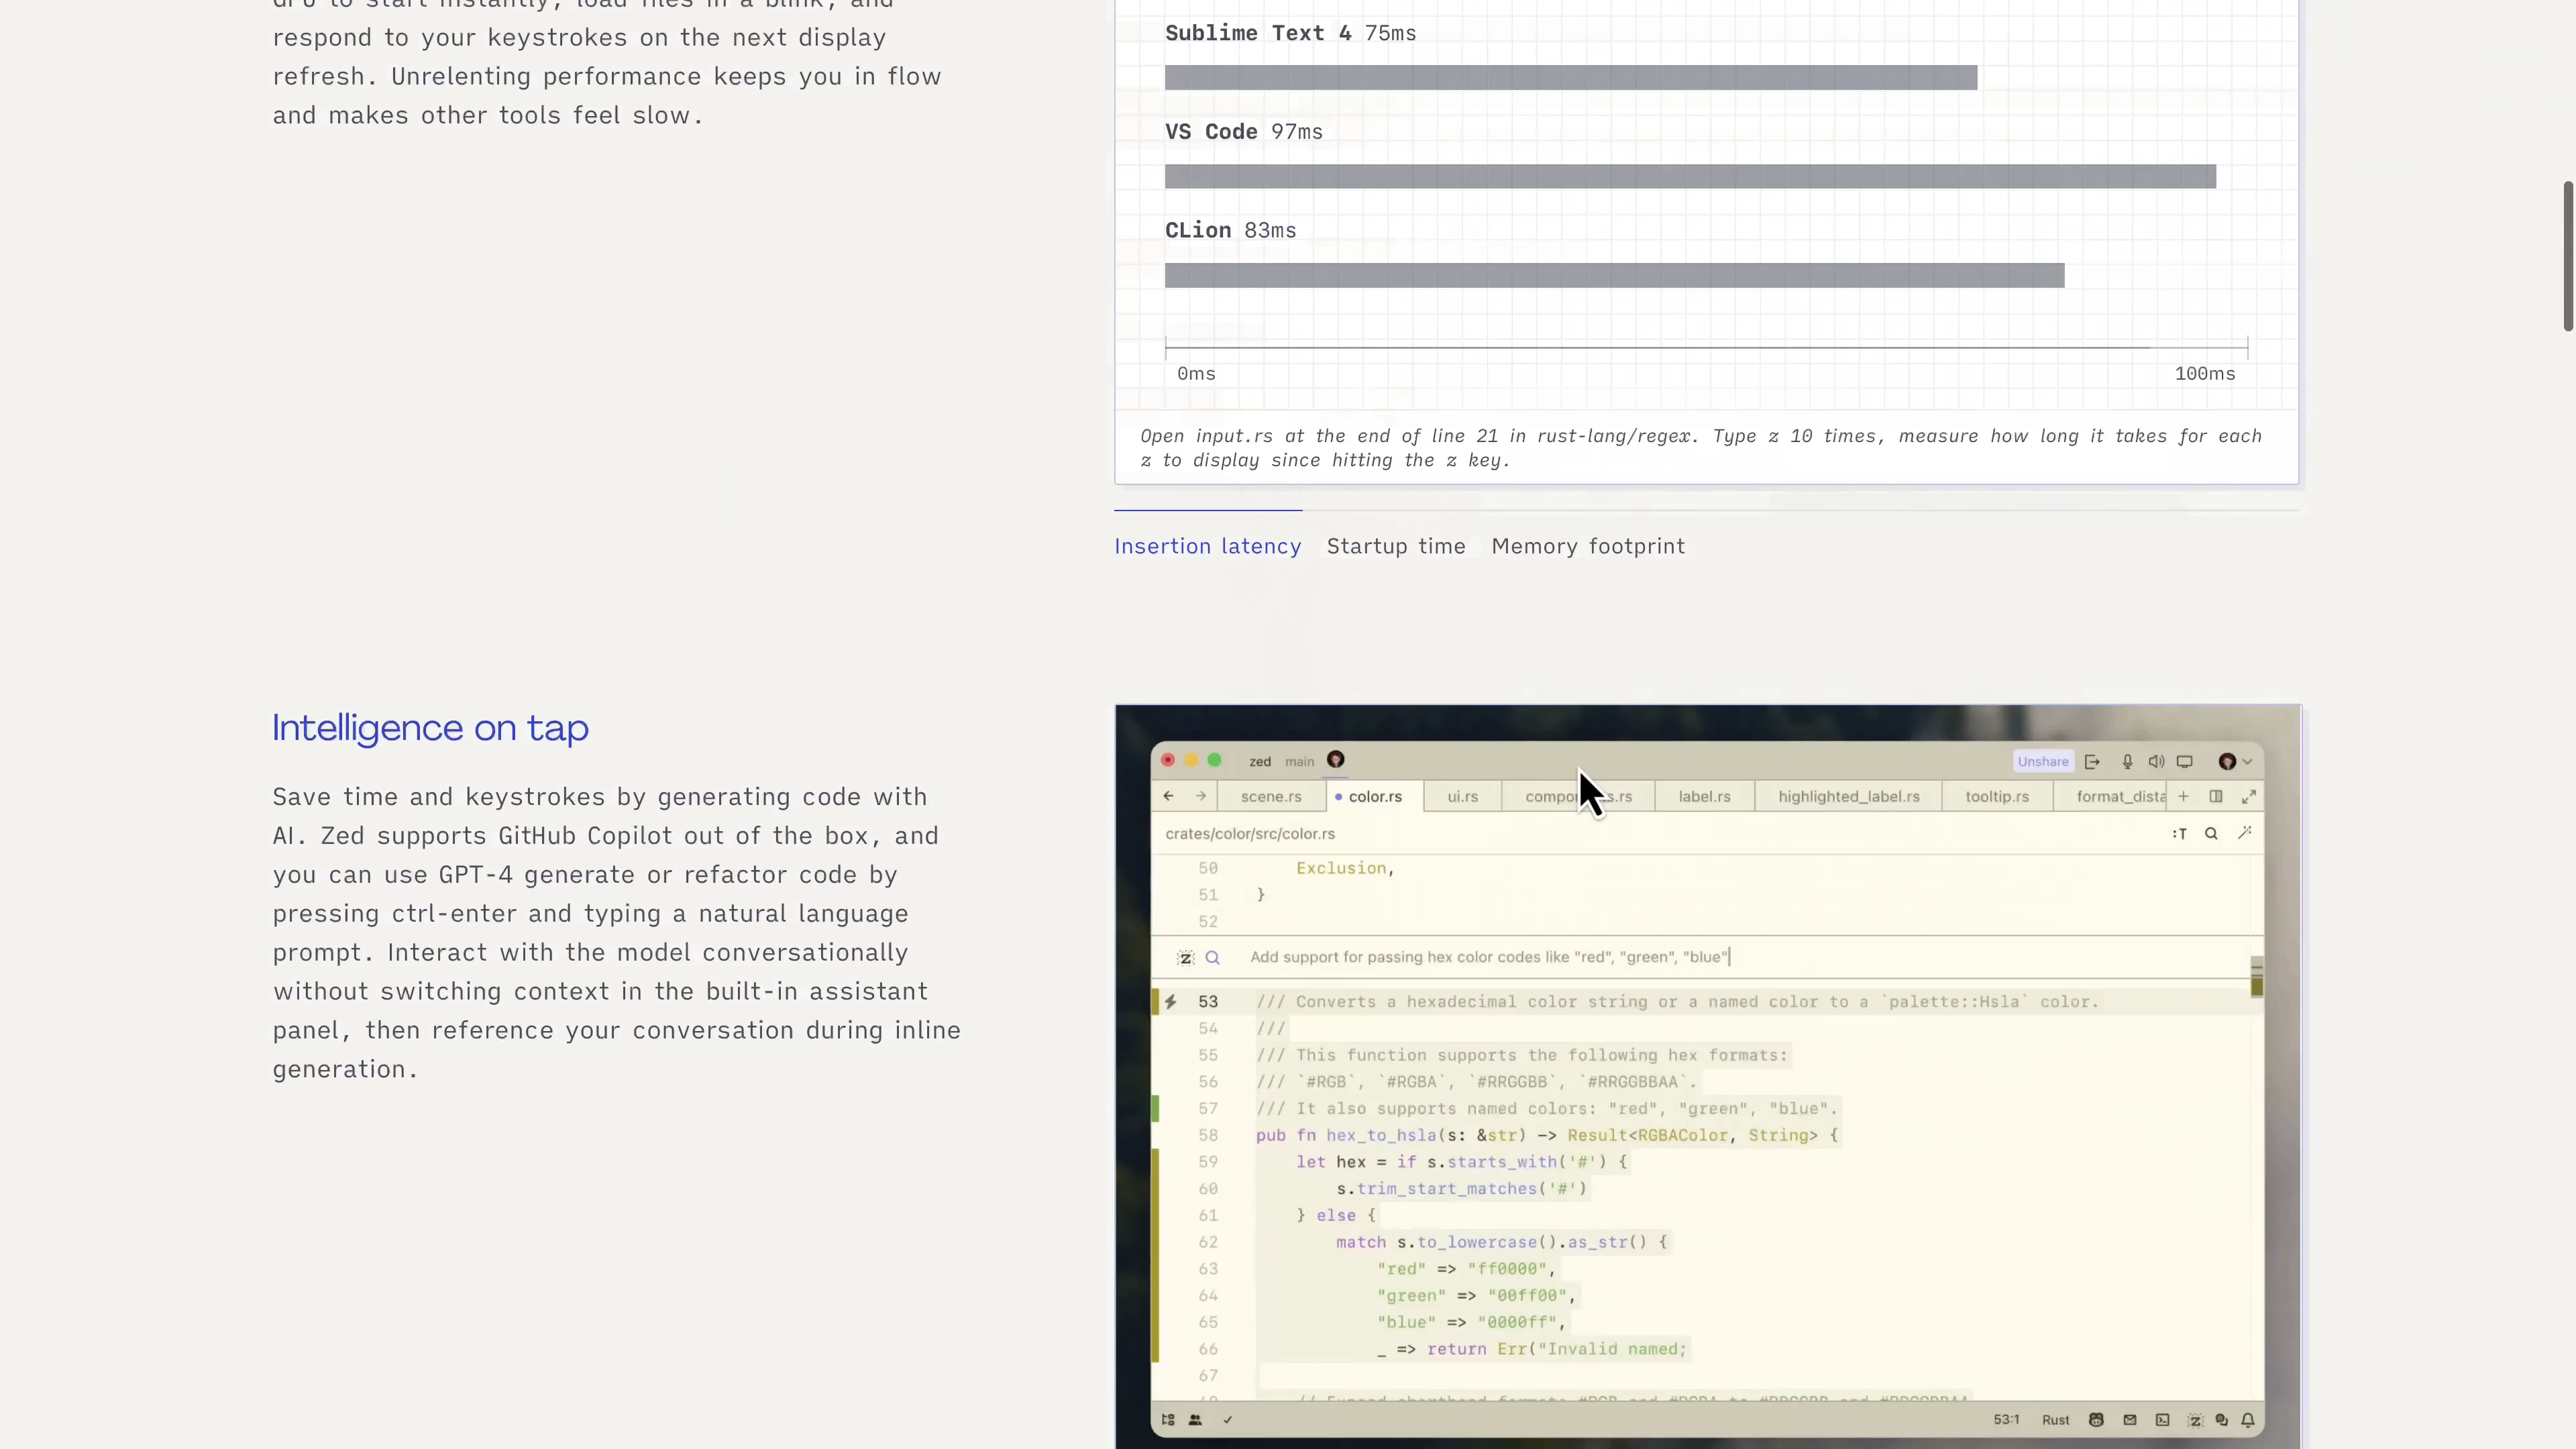 respond to your keystrokes on the next display
refresh. Unrelenting performance keeps you in flow
and makes other tools feel slow.
Sublime Text 4 75ms
VS Code 97ms
CLion 83ms
0ms
100ms
Open input.rs at the end of line 21 in rust-lang/regex. Type z 10 times, measure how long it takes for each
z to display since hitting the z key.
Insertion latency Startup time Memory footprint
Intelligence on tap
Save time and keystrokes by generating code with
AI. Zed supports GitHub Copilot out of the box, and
you can use GPT-4 generate or refactor code by
pressing ctrl-enter and typing a natural language
prompt. Interact with the model conversationally
without switching context in the built-in assistant
panel, then reference your conversation during inline
generation.
zed main Unshare
scene.rs color.rs ui.rs label.rs highlighted_label.rs tooltip.rs format_dista
crates/color/src/color.rs
50 Exclusion,
51 }
52
Add support for passing hex color codes like "red", "green", "blue"
53 /// Converts a hexadecimal color string or a named color to a `palette::Hsla` color.
54 ///
55 /// This function supports the following hex formats:
56 /// `#RGB`, `#RGBA`, `#RRGGBB`, `#RRGGBBAA`.
57 /// It also supports named colors: "red", "green", "blue".
58 pub fn hex_to_hsla(s: &str) -> Result<RGBAColor, String> {
59 let hex = if s.starts_with('#') {
60 s.trim_start_matches('#')
61 } else {
62 match s.to_lowercase().as_str() {
63 "red" => "ff0000",
64 "green" => "00ff00",
65 "blue" => "0000ff",
66 _ => return Err("Invalid named;
67
53:1 Rust